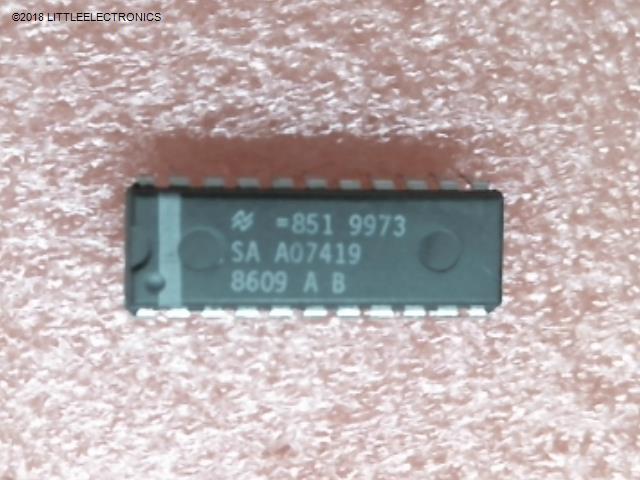 ©2018 LITTLEELECTRONICS
=851 9973
SA A07419
8609 A B